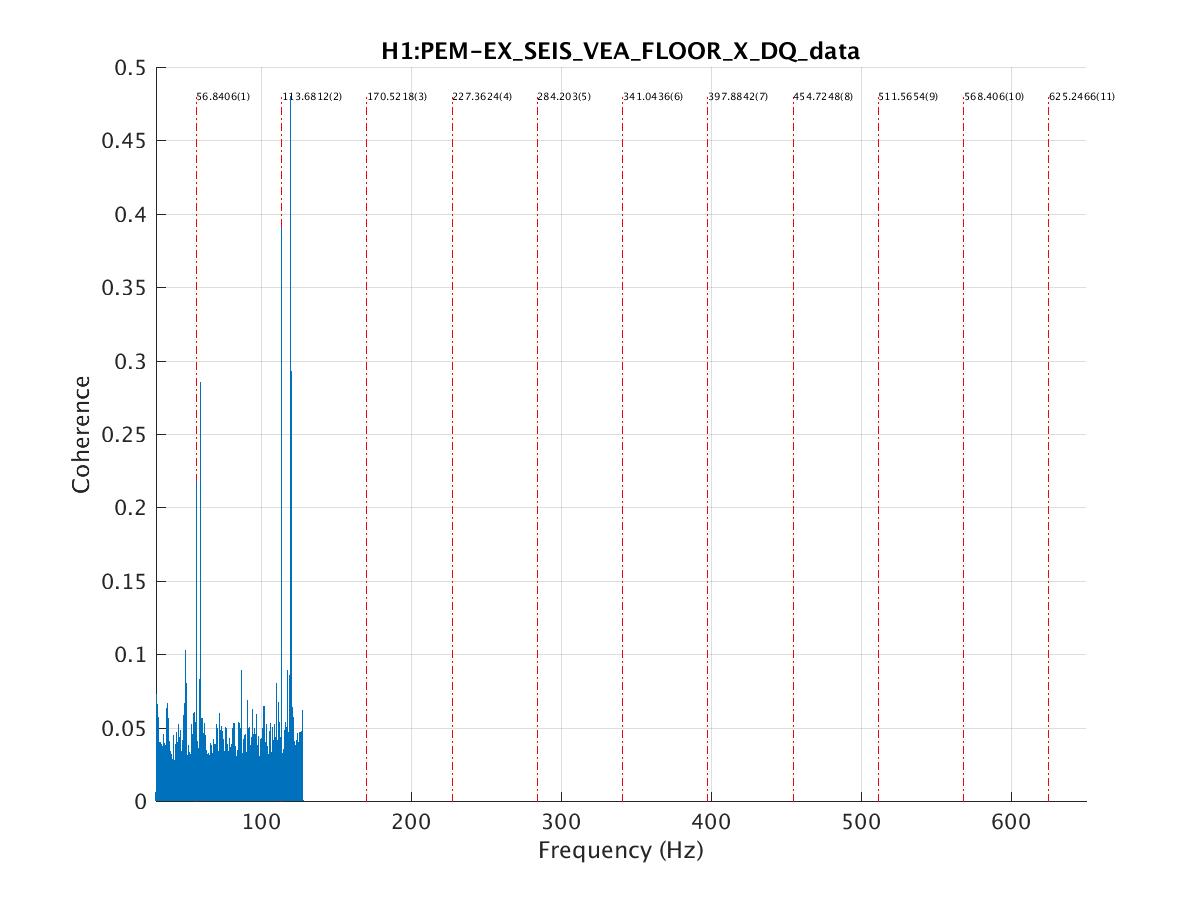 H1:PEM-EX_SEIS_VEA_FLOOR_X_DQ_data
0.5
56.8406(1) 113.6812(2) 170.5218(3) 227.3624(4) 284.203(5) 341.0436(6) 397.8842(7) 454.7248(8) 511.5654(9) 568.406(10) 625.2466(11)
0.45
0.4
0.35
0.3
0.25
0.2
0.15
0.1
0.05
0
Coherence
100 200 300 400 500 600
Frequency (Hz)